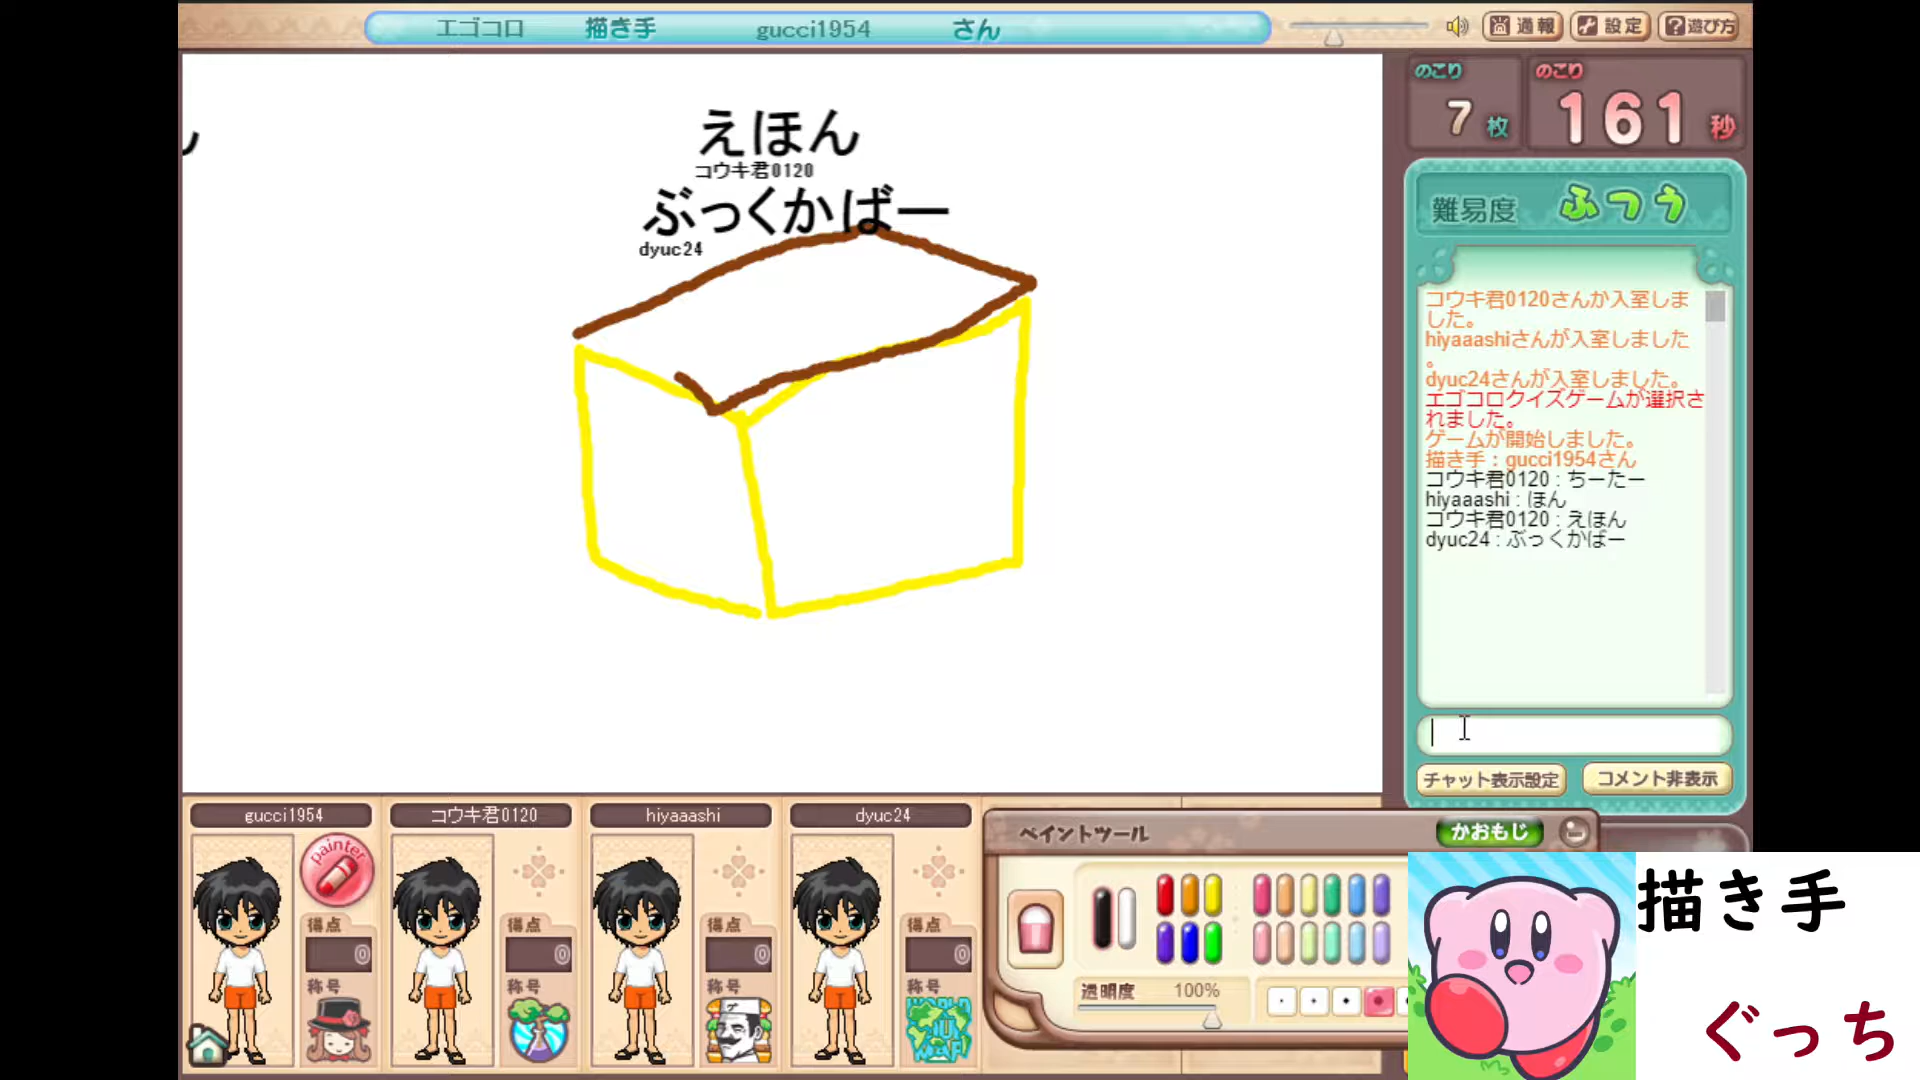 エゴコロ 描き手 gucci1954 さん
通報 設定 遊び方
のこり 7枚
のこり 161秒
難易度 ふつう
えほん
コウキ君0120
ぶっくかばー
dyuc24
コウキ君0120さんが入室しま
した。
hiyaaashiさんが入室しました
。
dyuc24さんが入室しました。
エゴコロクイズゲームが選択さ
れました。
ゲームが開始しました。
描き手：gucci1954さん
コウキ君0120 : ちーたー
hiyaaashi : ほん
コウキ君0120 : えほん
dyuc24 : ぶっくかばー
チャット表示設定 コメント非表示
gucci1954 コウキ君0120 hiyaaashi dyuc24
painter
得点 0 得点 0 得点 0 得点 0
称号 称号 称号 称号
ペイントツール かおもじ
透明度 100%
描き手
ぐっち